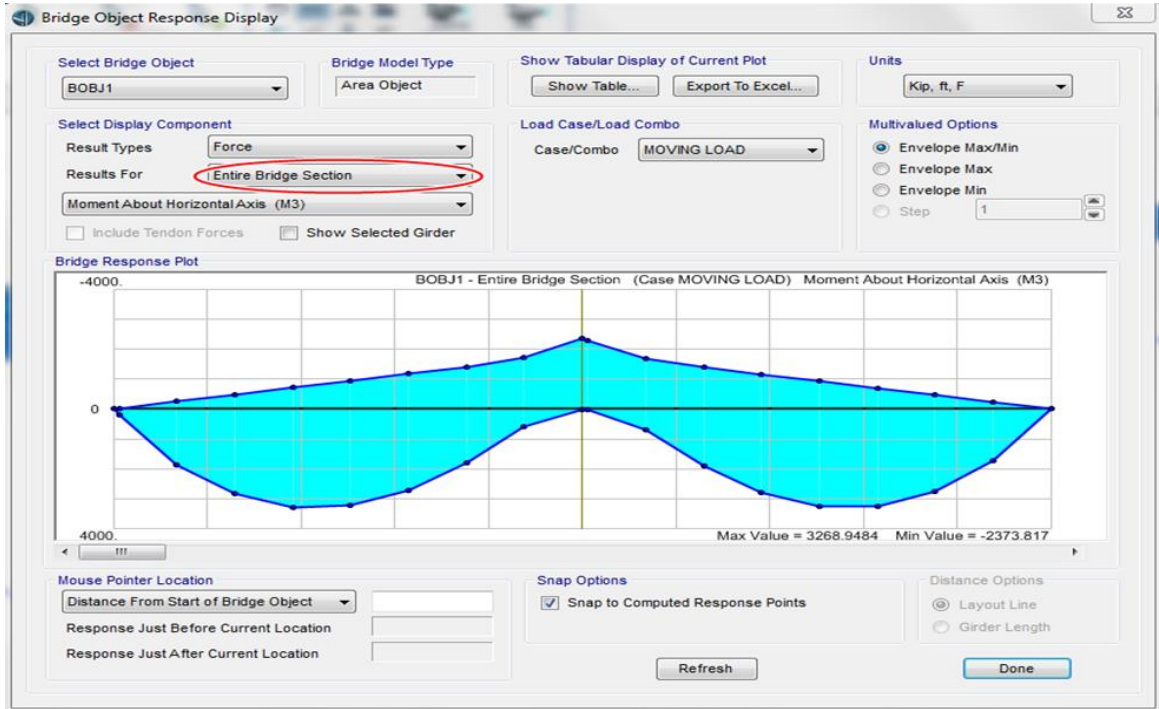 Bridge Object Response Display
Select Bridge Object
BOBJ1
Bridge Model Type
Area Object
Show Tabular Display of Current Plot
Show Table...
Export To Excel...
Units
Kip, ft, F
Select Display Component
Result Types
Force
Results For
Entire Bridge Section
Moment About Horizontal Axis (M3)
Include Tendon Forces
Show Selected Girder
Load Case/Load Combo
Case/Combo
MOVING LOAD
Multivalued Options
Envelope Max/Min
Envelope Max
Envelope Min
Step
1
Bridge Response Plot
-4000.
BOBJ1 - Entire Bridge Section (Case MOVING LOAD) Moment About Horizontal Axis (M3)
0
4000.
Max Value = 3268.9484 Min Value = -2373.817
Mouse Pointer Location
Distance From Start of Bridge Object
Response Just Before Current Location
Response Just After Current Location
Snap Options
Snap to Computed Response Points
Distance Options
Layout Line
Girder Length
Refresh
Done